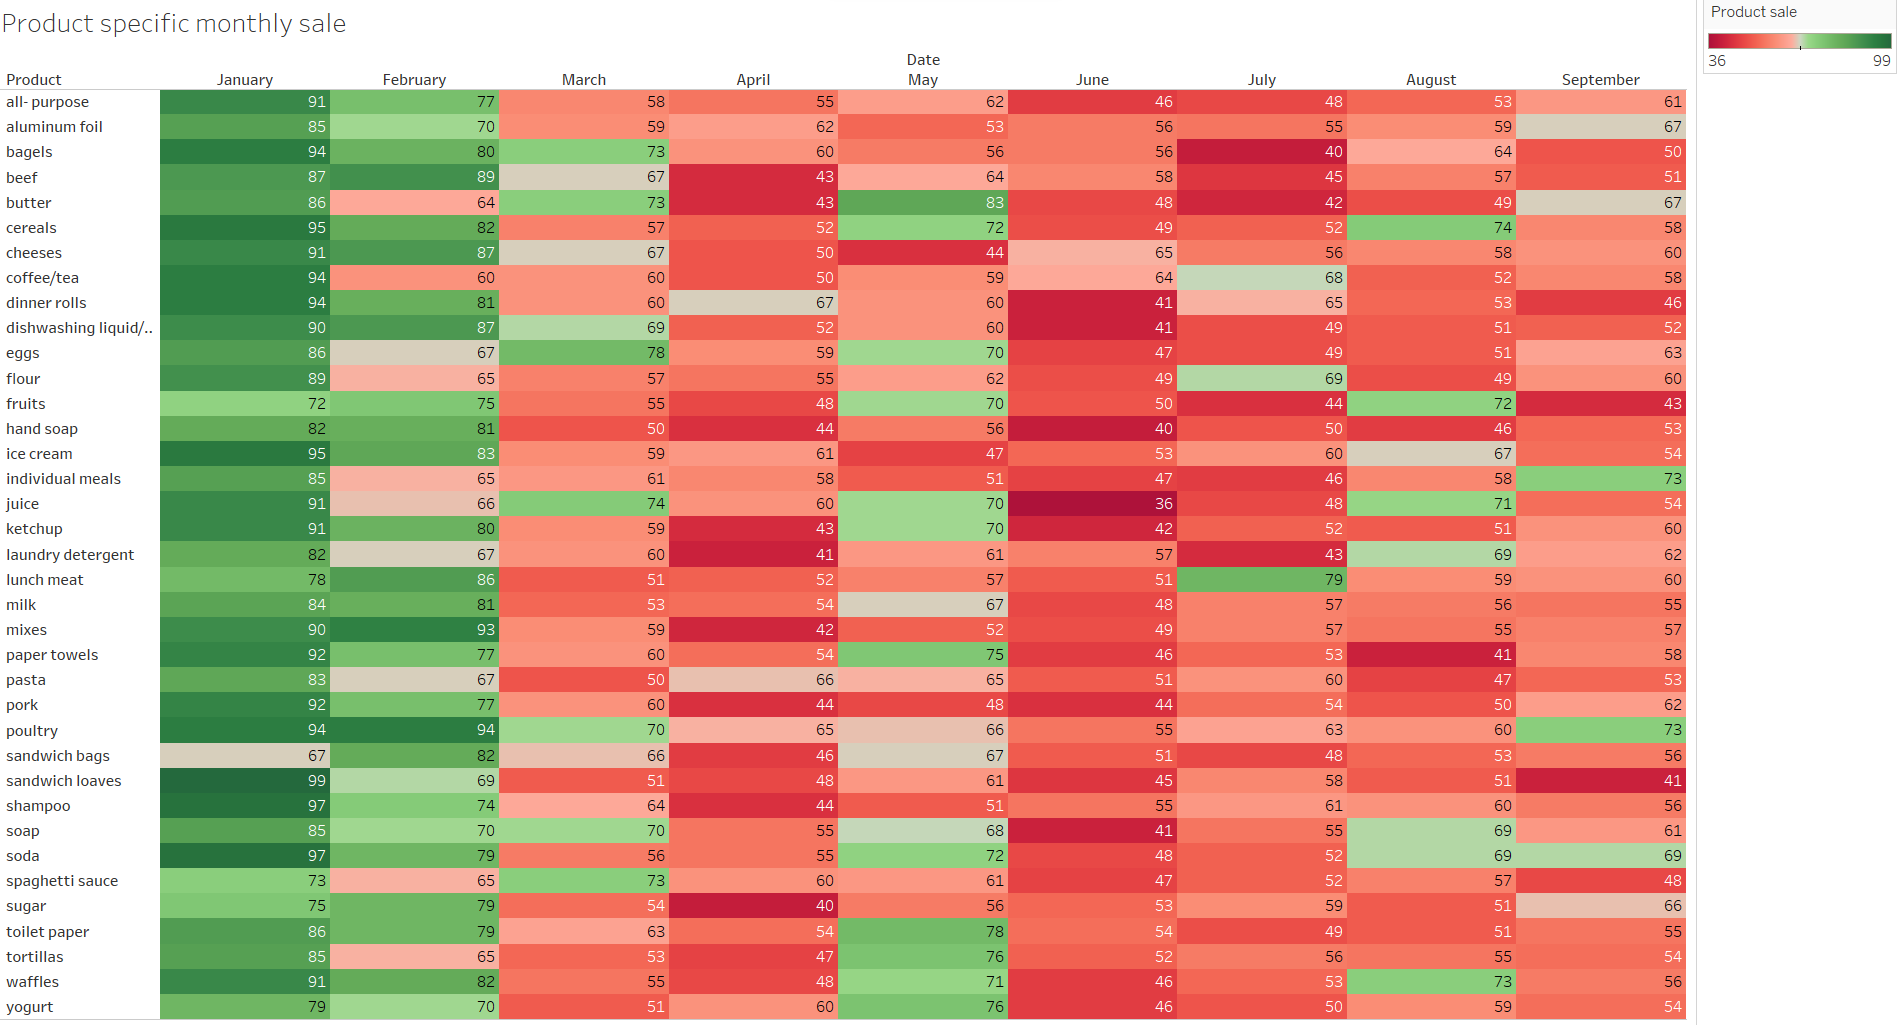 Product specific monthly sale
Product sale
36 99
Date
Product January February March April May June July August September
all- purpose 91 77 58 55 62 46 48 53 61
aluminum foil 85 70 59 62 53 56 55 59 67
bagels 94 80 73 60 56 56 40 64 50
beef 87 89 67 43 64 58 45 57 51
butter 86 64 73 43 83 48 42 49 67
cereals 95 82 57 52 72 49 52 74 58
cheeses 91 87 67 50 44 65 56 58 60
coffee/tea 94 60 60 50 59 64 68 52 58
dinner rolls 94 81 60 67 60 41 65 53 46
dishwashing liquid/.. 90 87 69 52 60 41 49 51 52
eggs 86 67 78 59 70 47 49 51 63
flour 89 65 57 55 62 49 69 49 60
fruits 72 75 55 48 70 50 44 72 43
hand soap 82 81 50 44 56 40 50 46 53
ice cream 95 83 59 61 47 53 60 67 54
individual meals 85 65 61 58 51 47 46 58 73
juice 91 66 74 60 70 36 48 71 54
ketchup 91 80 59 43 70 42 52 51 60
laundry detergent 82 67 60 41 61 57 43 69 62
lunch meat 78 86 51 52 57 51 79 59 60
milk 84 81 53 54 67 48 57 56 55
mixes 90 93 59 42 52 49 57 55 57
paper towels 92 77 60 54 75 46 53 41 58
pasta 83 67 50 66 65 51 60 47 53
pork 92 77 60 44 48 44 54 50 62
poultry 94 94 70 65 66 55 63 60 73
sandwich bags 67 82 66 46 67 51 48 53 56
sandwich loaves 99 69 51 48 61 45 58 51 41
shampoo 97 74 64 44 51 55 61 60 56
soap 85 70 70 55 68 41 55 69 61
soda 97 79 56 55 72 48 52 69 69
spaghetti sauce 73 65 73 60 61 47 52 57 48
sugar 75 79 54 40 56 53 59 51 66
toilet paper 86 79 63 54 78 54 49 51 55
tortillas 85 65 53 47 76 52 56 55 54
waffles 91 82 55 48 71 46 53 73 56
yogurt 79 70 51 60 76 46 50 59 54